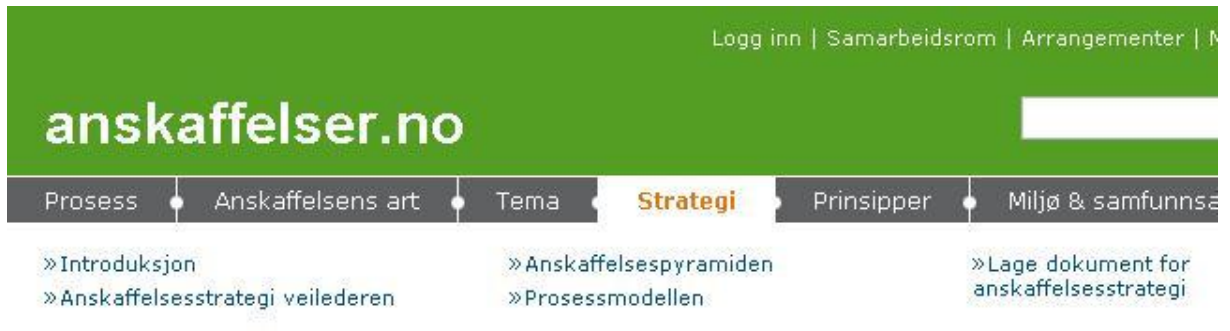 Logg inn | Samarbeidsrom | Arrangementer |
anskaffelser.no
Prosess Anskaffelsens art Tema Strategi Prinsipper Miljø &
»Introduksjon »Anskaffelsespyramiden »Lage dokument for
anskaffelsesstrategi
»Anskaffelsesstrategi veilederen »Prosessmodellen